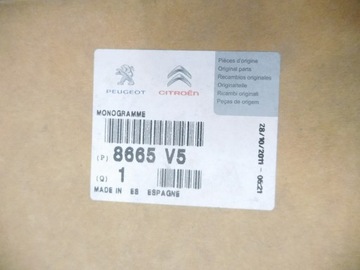 PEUGEOT
CITROËN
Pièces d'origine
Original parts
Recambios originales
Originalteile
Ricambi originali
Peças de origem
MONOGRAMME
(P) 8665 V5
(Q) 1
MADE IN ES ESPAGNE
28/10/2011 - 06:21